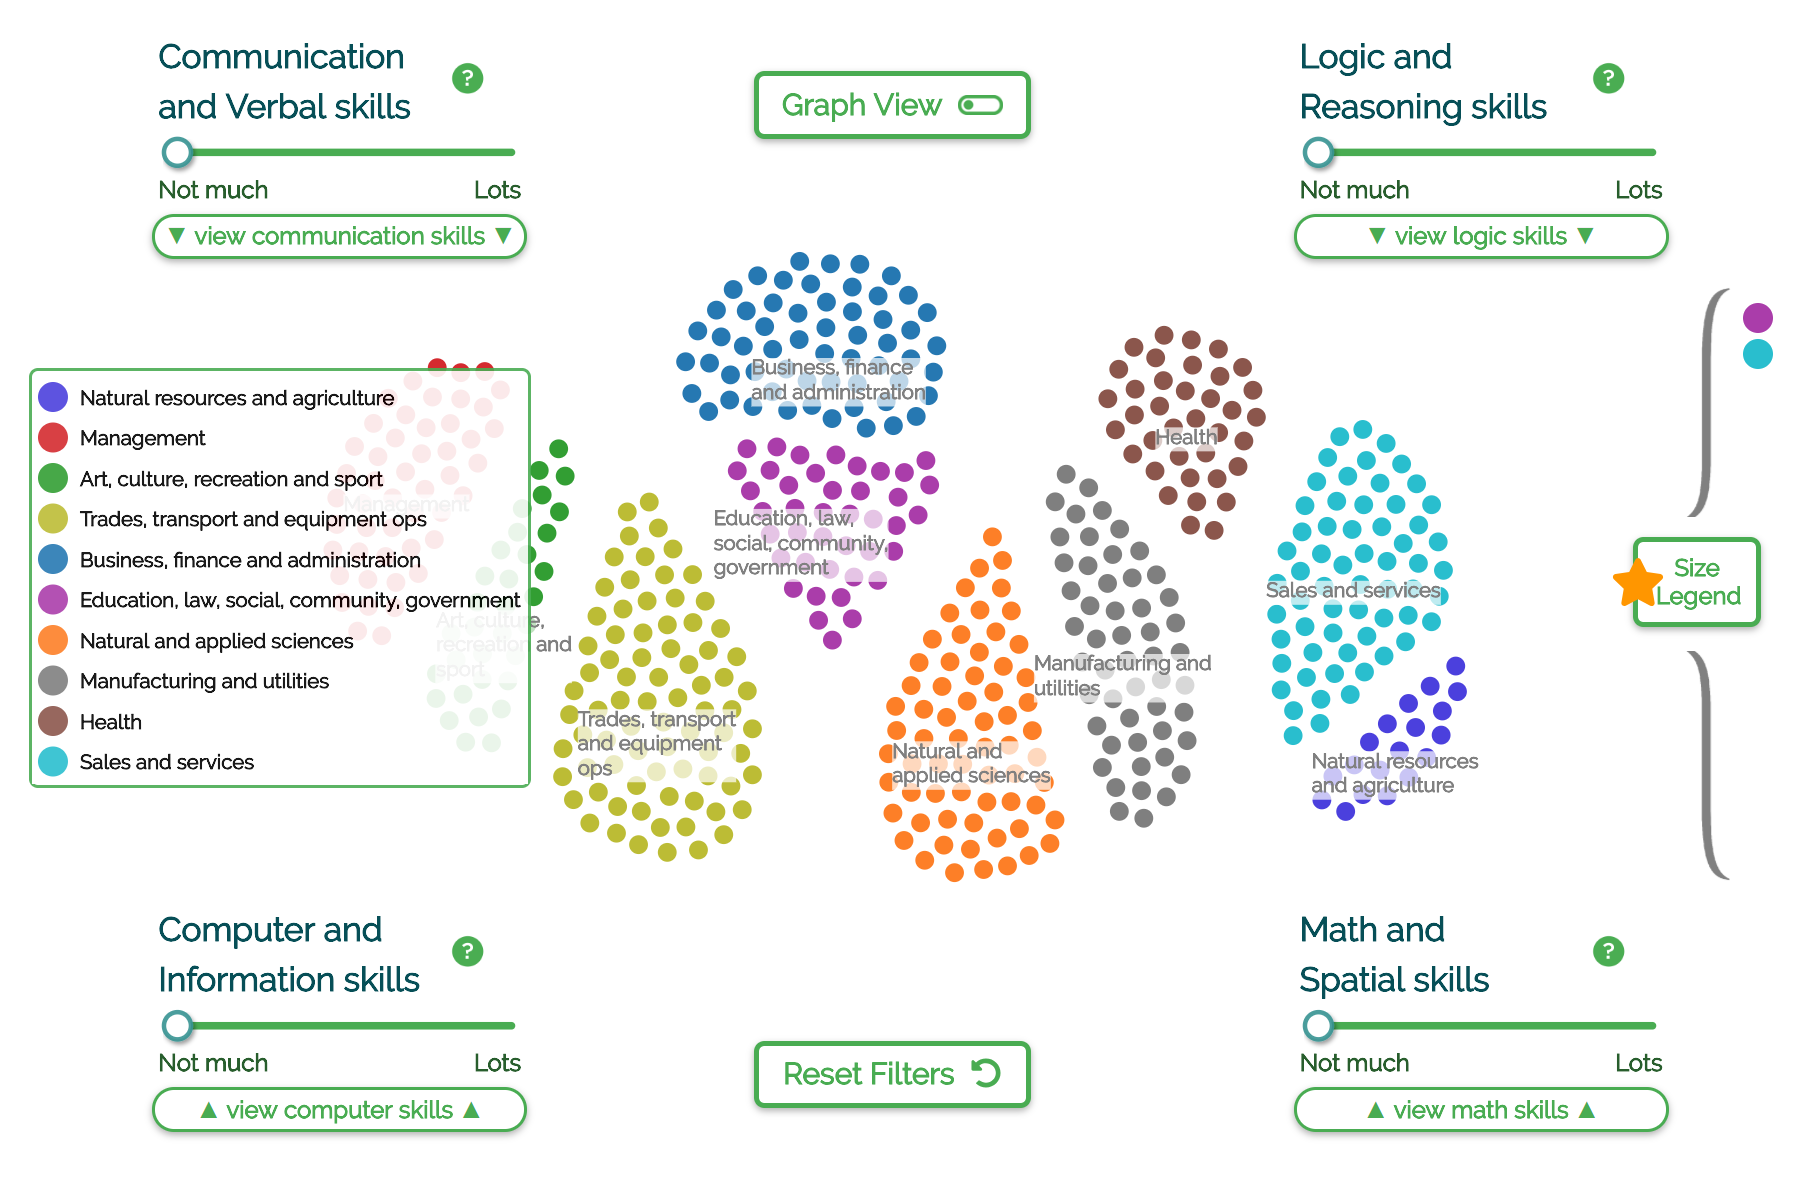 Communication
and Verbal skills
?
Not much
Lots
▼ view communication skills ▼
Graph View
Logic and
Reasoning skills
?
Not much
Lots
▼ view logic skills ▼
Natural resources and agriculture
Management
Art, culture, recreation and sport
Trades, transport and equipment ops
Business, finance and administration
Education, law, social, community, government
Natural and applied sciences
Manufacturing and utilities
Health
Sales and services
Management
Art, culture,
recreation and
sport
Trades, transport
and equipment
ops
Business, finance
and administration
Education, law,
social, community,
government
Natural and
applied sciences
Manufacturing and
utilities
Health
Sales and services
Natural resources
and agriculture
Size
Legend
Computer and
Information skills
?
Not much
Lots
▲ view computer skills ▲
Reset Filters
Math and
Spatial skills
?
Not much
Lots
▲ view math skills ▲